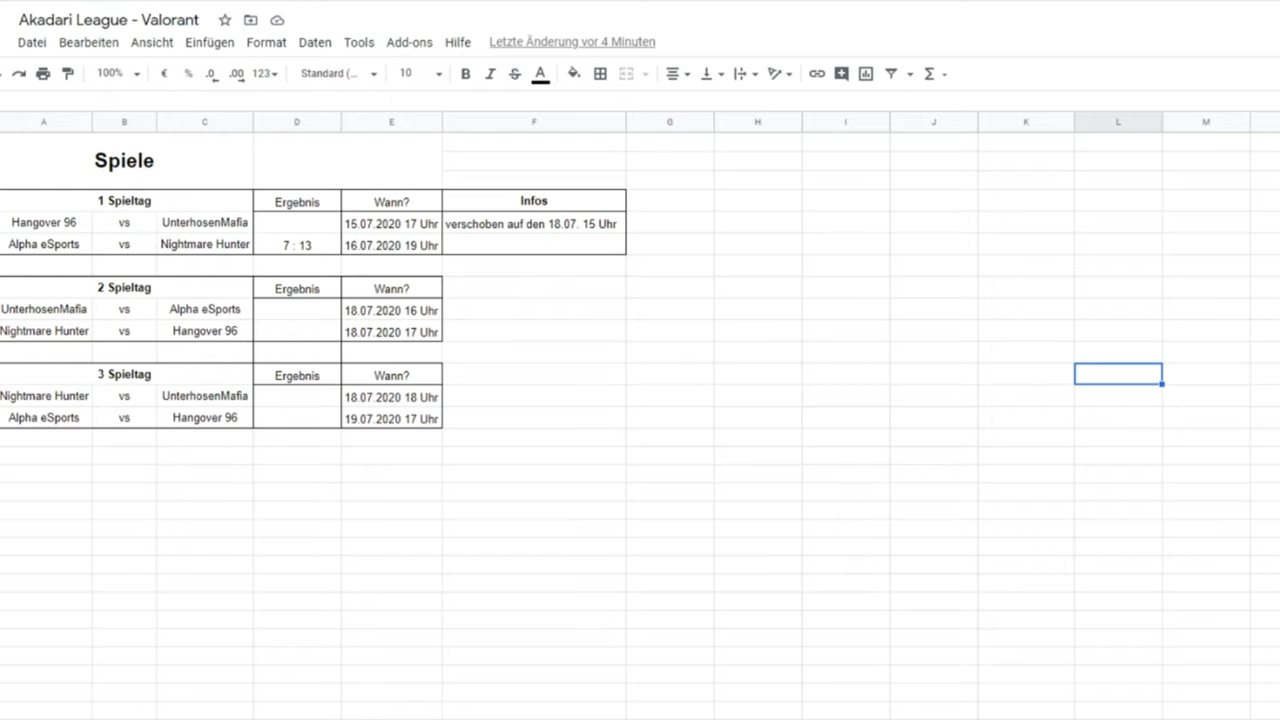 Akadari League - Valorant
Datei Bearbeiten Ansicht Einfügen Format Daten Tools Add-ons Hilfe Letzte Änderung vor 4 Minuten
100% € % .0 .00 123 Standard (... 10 B I S A Σ
A B C D E F G H I J K L M
Spiele
1 Spieltag Ergebnis Wann? Infos
Hangover 96 vs UnterhosenMafia 15.07.2020 17 Uhr verschoben auf den 18.07. 15 Uhr
Alpha eSports vs Nightmare Hunter 7 : 13 16.07.2020 19 Uhr
2 Spieltag Ergebnis Wann?
UnterhosenMafia vs Alpha eSports 18.07.2020 16 Uhr
Nightmare Hunter vs Hangover 96 18.07.2020 17 Uhr
3 Spieltag Ergebnis Wann?
Nightmare Hunter vs UnterhosenMafia 18.07.2020 18 Uhr
Alpha eSports vs Hangover 96 19.07.2020 17 Uhr